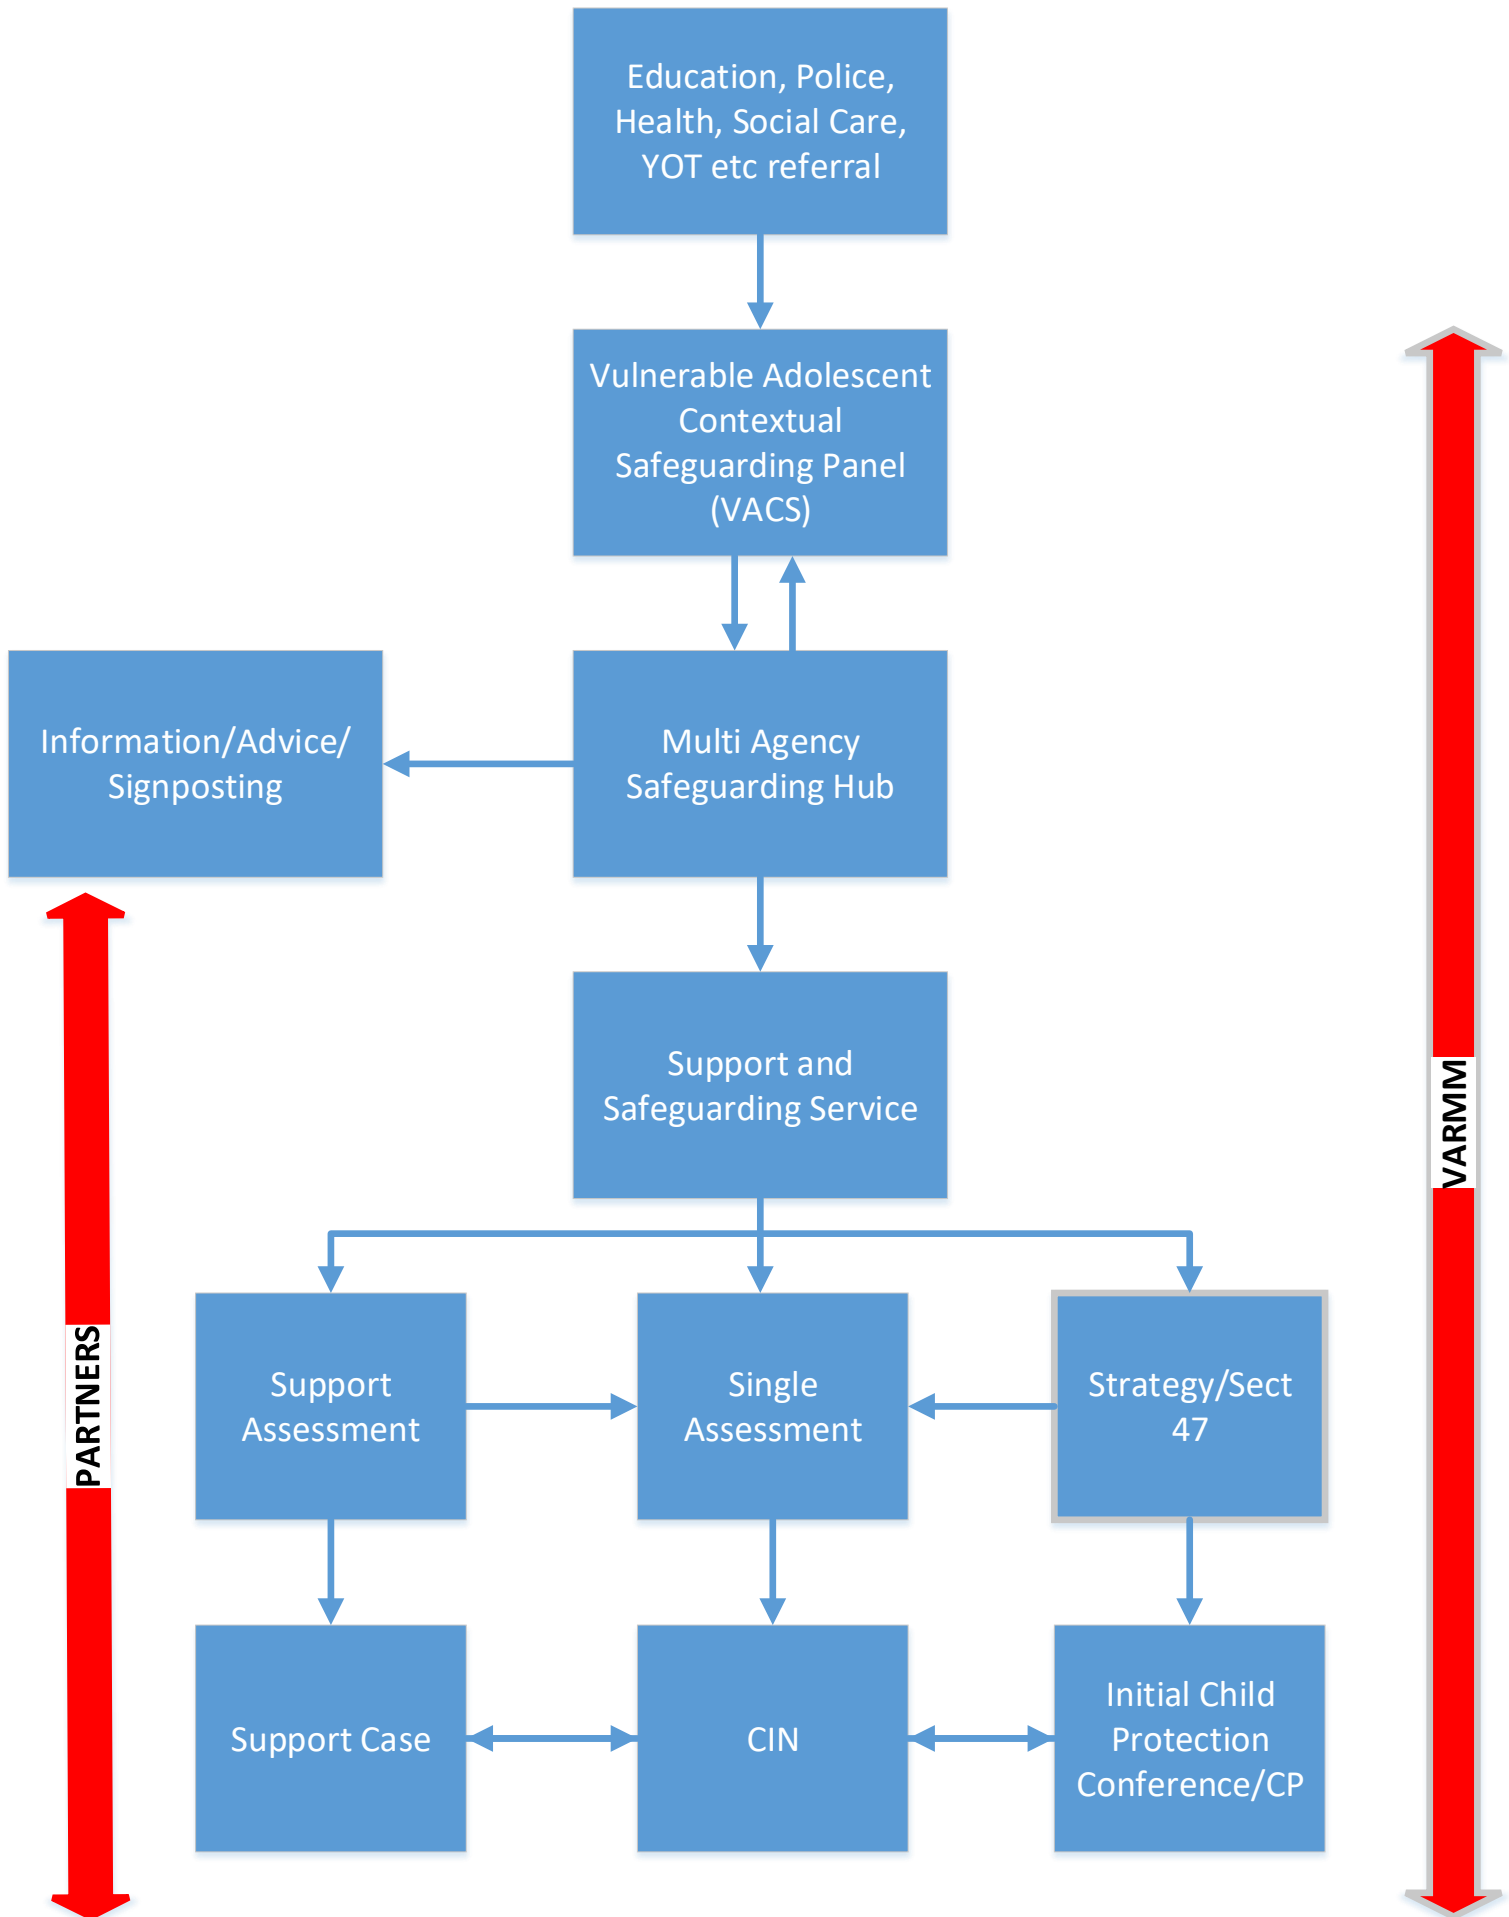 Education, Police,
Health, Social Care,
YOT etc referral
Vulnerable Adolescent
Contextual
Safeguarding Panel
(VACS)
Information/Advice/
Signposting
Multi Agency
Safeguarding Hub
Support and
Safeguarding Service
VARMM
PARTNERS
Support
Assessment
Single
Assessment
Strategy/Sect
47
Support Case
CIN
Initial Child
Protection
Conference/CP